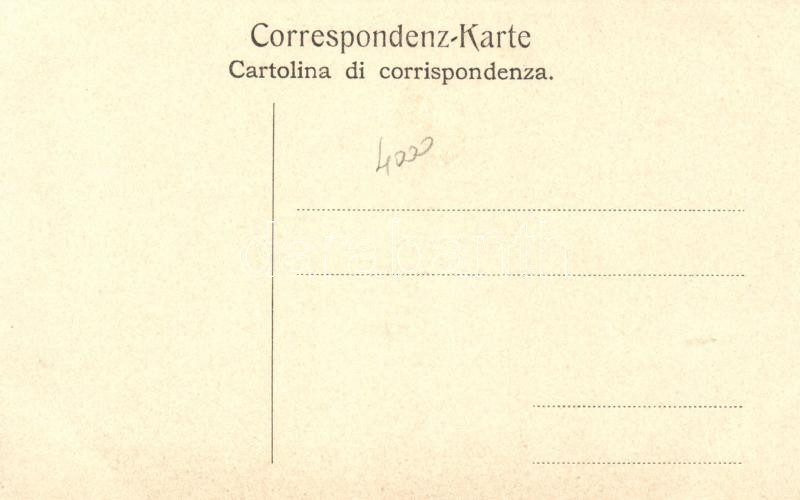 Correspondenz-Karte
Cartolina di corrispondenza.
4000